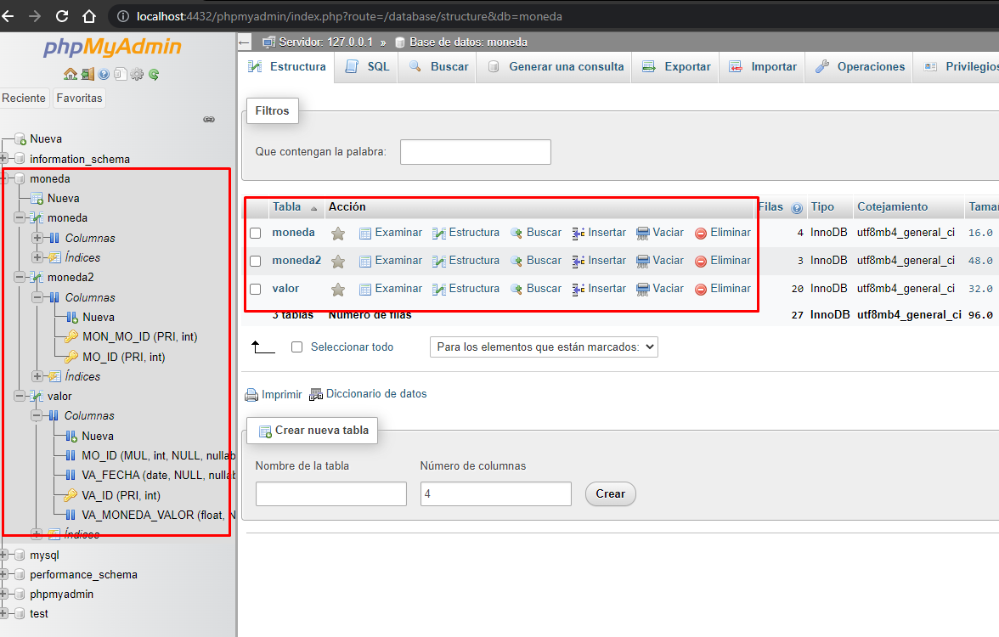 localhost:4432/phpmyadmin/index.php?route=/database/structure&db=moneda
phpMyAdmin
Reciente Favoritas
Nueva
information_schema
moneda
Nueva
moneda
Columnas
Índices
moneda2
Columnas
Nueva
MON_MO_ID (PRI, int)
MO_ID (PRI, int)
Índices
valor
Columnas
Nueva
MO_ID (MUL, int, NULL, nullab
VA_FECHA (date, NULL, nullab
VA_ID (PRI, int)
VA_MONEDA_VALOR (float, N
Índices
mysql
performance_schema
phpmyadmin
test
Servidor: 127.0.0.1 » Base de datos: moneda
Estructura SQL Buscar Generar una consulta Exportar Importar Operaciones Privilegios
Filtros
Que contengan la palabra:
Tabla Acción Filas Tipo Cotejamiento Tamar
moneda Examinar Estructura Buscar Insertar Vaciar Eliminar 4 InnoDB utf8mb4_general_ci 16.0
moneda2 Examinar Estructura Buscar Insertar Vaciar Eliminar 3 InnoDB utf8mb4_general_ci 48.0
valor Examinar Estructura Buscar Insertar Vaciar Eliminar 20 InnoDB utf8mb4_general_ci 32.0
3 tablas Número de filas 27 InnoDB utf8mb4_general_ci 96.0
Seleccionar todo Para los elementos que están marcados:
Imprimir Diccionario de datos
Crear nueva tabla
Nombre de la tabla Número de columnas
4 Crear